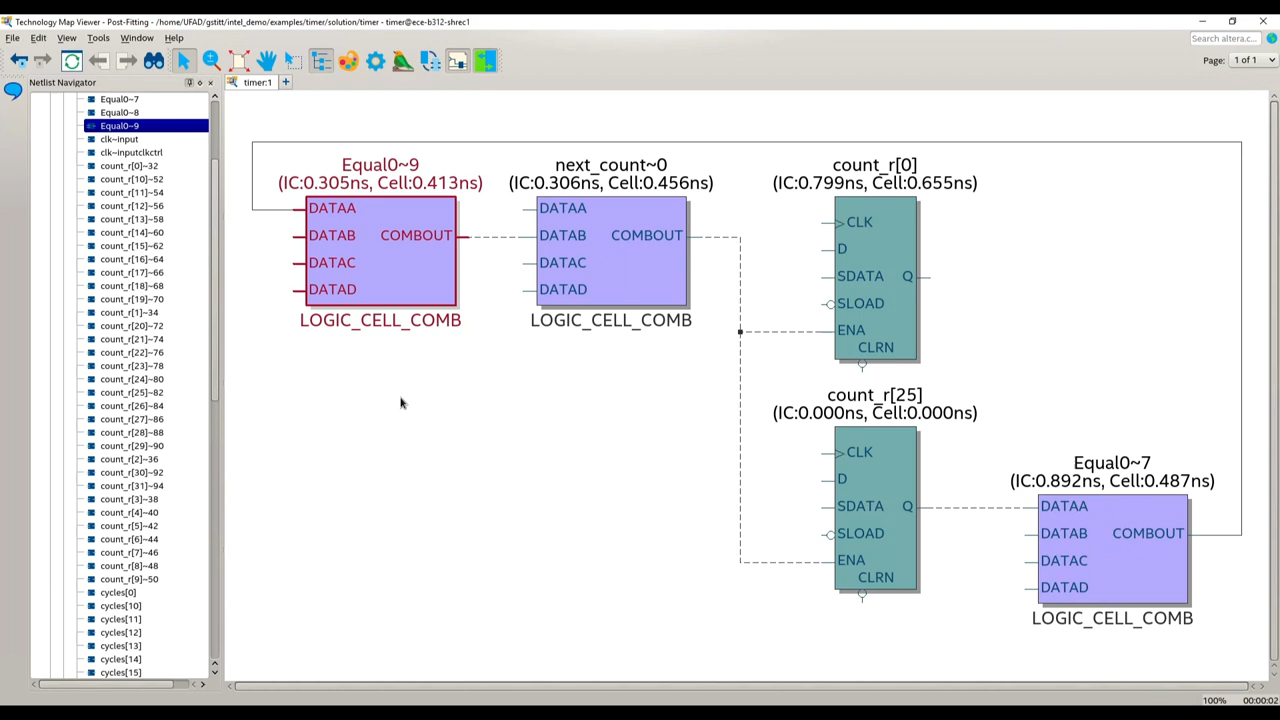 Technology Map Viewer - Post-Fitting - /home/UFAD/gstitt/intel_demo/examples/timer/solution/timer - timer@ece-b312-shrec1
File Edit View Tools Window Help
Search altera.c...
Page: 1 of 1
Netlist Navigator
timer:1
Equal0~7
Equal0~8
Equal0~9
clk~input
clk~inputclkctrl
count_r[0]~32
count_r[10]~52
count_r[11]~54
count_r[12]~56
count_r[13]~58
count_r[14]~60
count_r[15]~62
count_r[16]~64
count_r[17]~66
count_r[18]~68
count_r[19]~70
count_r[1]~34
count_r[20]~72
count_r[21]~74
count_r[22]~76
count_r[23]~78
count_r[24]~80
count_r[25]~82
count_r[26]~84
count_r[27]~86
count_r[28]~88
count_r[29]~90
count_r[2]~36
count_r[30]~92
count_r[31]~94
count_r[3]~38
count_r[4]~40
count_r[5]~42
count_r[6]~44
count_r[7]~46
count_r[8]~48
count_r[9]~50
cycles[0]
cycles[10]
cycles[11]
cycles[12]
cycles[13]
cycles[14]
cycles[15]
Equal0~9
(IC:0.305ns, Cell:0.413ns)
DATAA
DATAB COMBOUT
DATAC
DATAD
LOGIC_CELL_COMB
next_count~0
(IC:0.306ns, Cell:0.456ns)
DATAA
DATAB COMBOUT
DATAC
DATAD
LOGIC_CELL_COMB
count_r[0]
(IC:0.799ns, Cell:0.655ns)
CLK
D
SDATA Q
SLOAD
ENA
CLRN
count_r[25]
(IC:0.000ns, Cell:0.000ns)
CLK
D
SDATA Q
SLOAD
ENA
CLRN
Equal0~7
(IC:0.892ns, Cell:0.487ns)
DATAA
DATAB COMBOUT
DATAC
DATAD
LOGIC_CELL_COMB
100% 00:00:02